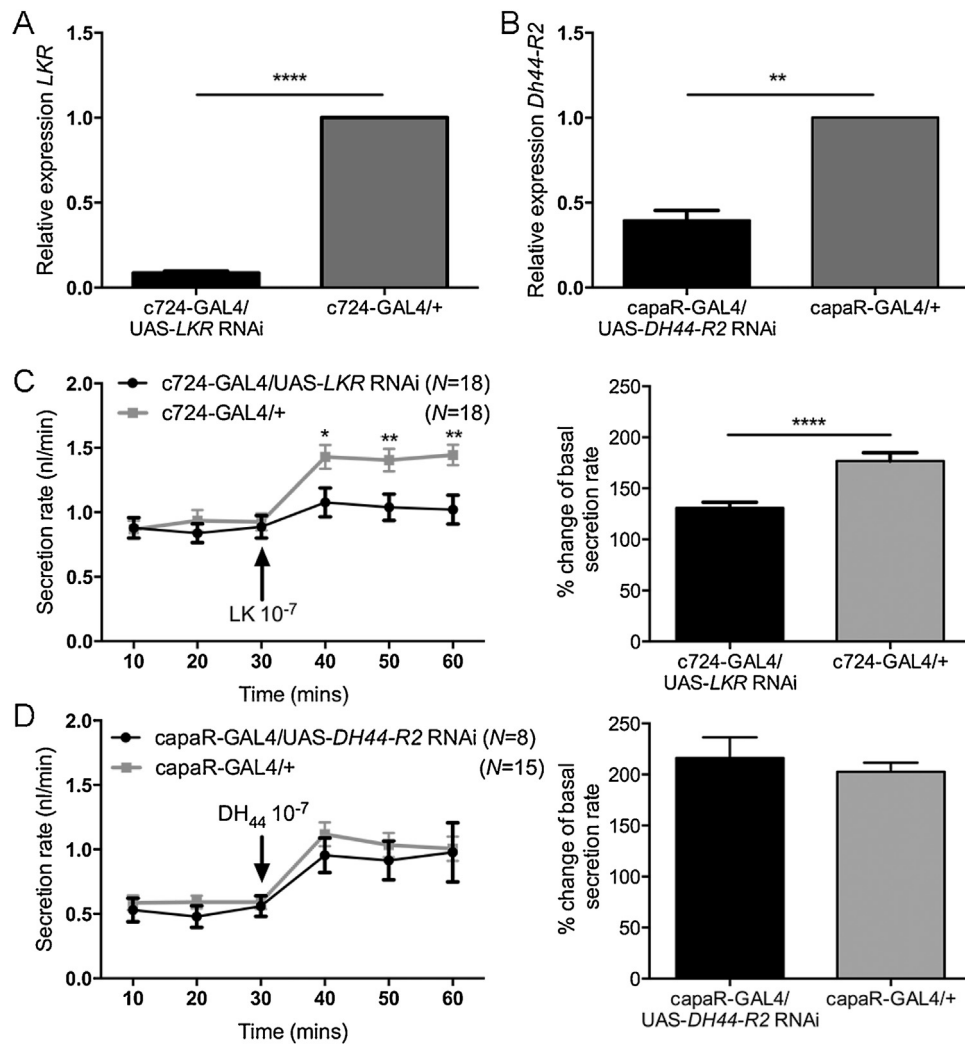 A
Relative expression LKR
1.5
1.0
0.5
0.0
****
c724-GAL4/
UAS-LKR RNAi
c724-GAL4/+
B
Relative expression Dh44-R2
1.5
1.0
0.5
0.0
**
capaR-GAL4/
UAS-DH44-R2 RNAi
capaR-GAL4/+
C
Secretion rate (nl/min)
2.0
1.5
1.0
0.5
0.0
c724-GAL4/UAS-LKR RNAi (N=18)
c724-GAL4/+ (N=18)
* ** **
LK 10-7
10 20 30 40 50 60
Time (mins)
% change of basal
secretion rate
250
200
150
100
50
0
****
c724-GAL4/
UAS-LKR RNAi
c724-GAL4/+
D
Secretion rate (nl/min)
2.0
1.5
1.0
0.5
0.0
capaR-GAL4/UAS-DH44-R2 RNAi (N=8)
capaR-GAL4/+ (N=15)
DH44 10-7
10 20 30 40 50 60
Time (mins)
% change of basal
secretion rate
250
200
150
100
50
0
capaR-GAL4/
UAS-DH44-R2 RNAi
capaR-GAL4/+